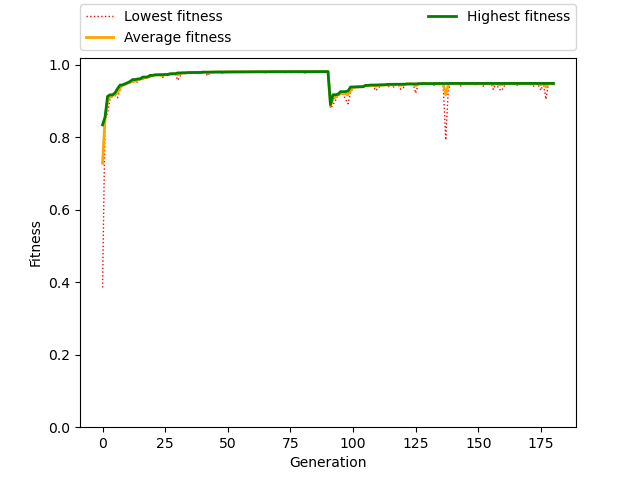 Lowest fitness
Average fitness
Highest fitness
1.0
0.8
0.6
0.4
0.2
0.0
Fitness
0 25 50 75 100 125 150 175
Generation